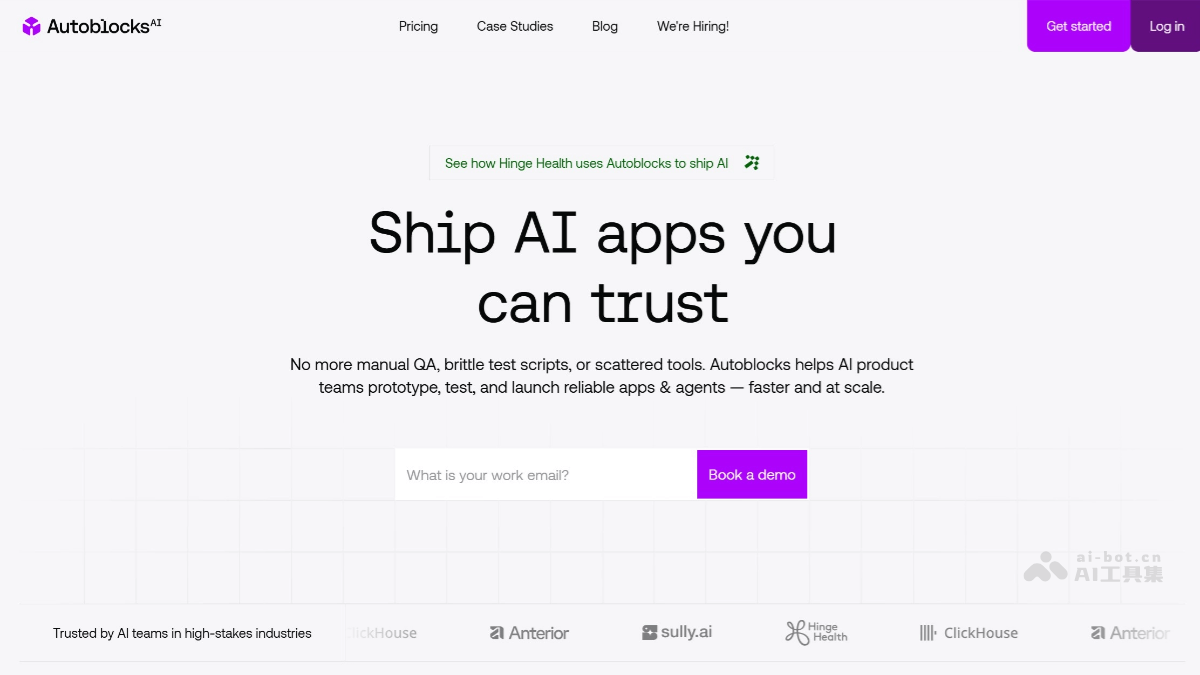 Autoblocks AI
Pricing
Case Studies
Blog
We're Hiring!
Get started
Log in
See how Hinge Health uses Autoblocks to ship AI
Ship AI apps you
can trust
No more manual QA, brittle test scripts, or scattered tools. Autoblocks helps AI product
teams prototype, test, and launch reliable apps & agents — faster and at scale.
What is your work email?
Book a demo
ai-bot.cn
AI工具集
Trusted by AI teams in high-stakes industries
ClickHouse
Anterior
sully.ai
Hinge
Health
ClickHouse
Anterior